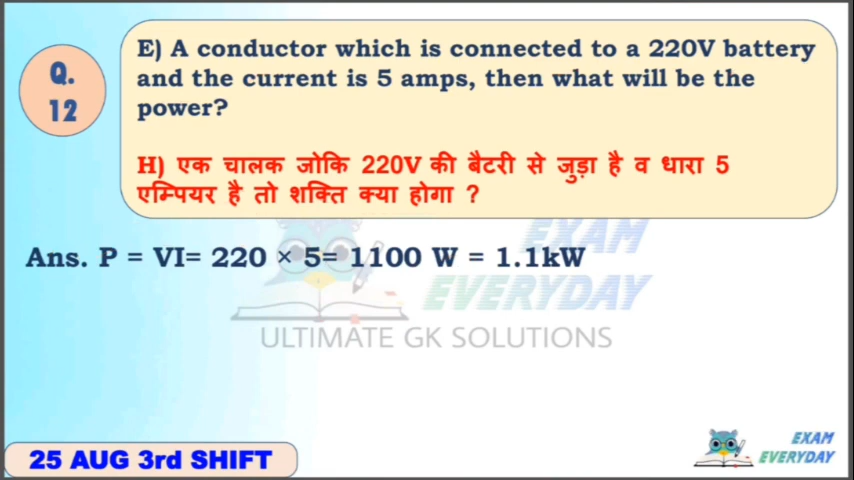 Q.
12
E) A conductor which is connected to a 220V battery
and the current is 5 amps, then what will be the
power?
H) एक चालक जोकि 220V की बैटरी से जुड़ा है व धारा 5
एम्पियर है तो शक्ति क्या होगा ?
Ans. P = VI= 220 × 5= 1100 W = 1.1kW
EXAM
EVERYDAY
ULTIMATE GK SOLUTIONS
25 AUG 3rd SHIFT
EXAM
EVERYDAY